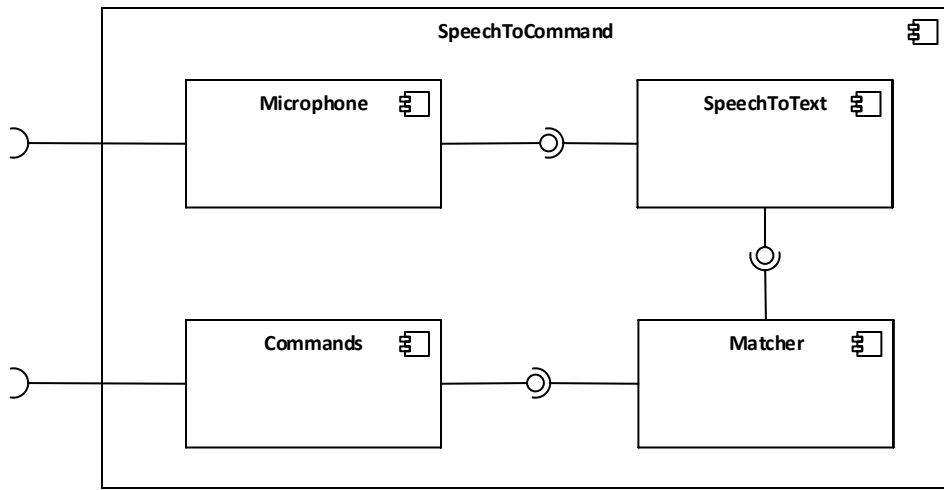 SpeechToCommand
Microphone
SpeechToText
Commands
Matcher